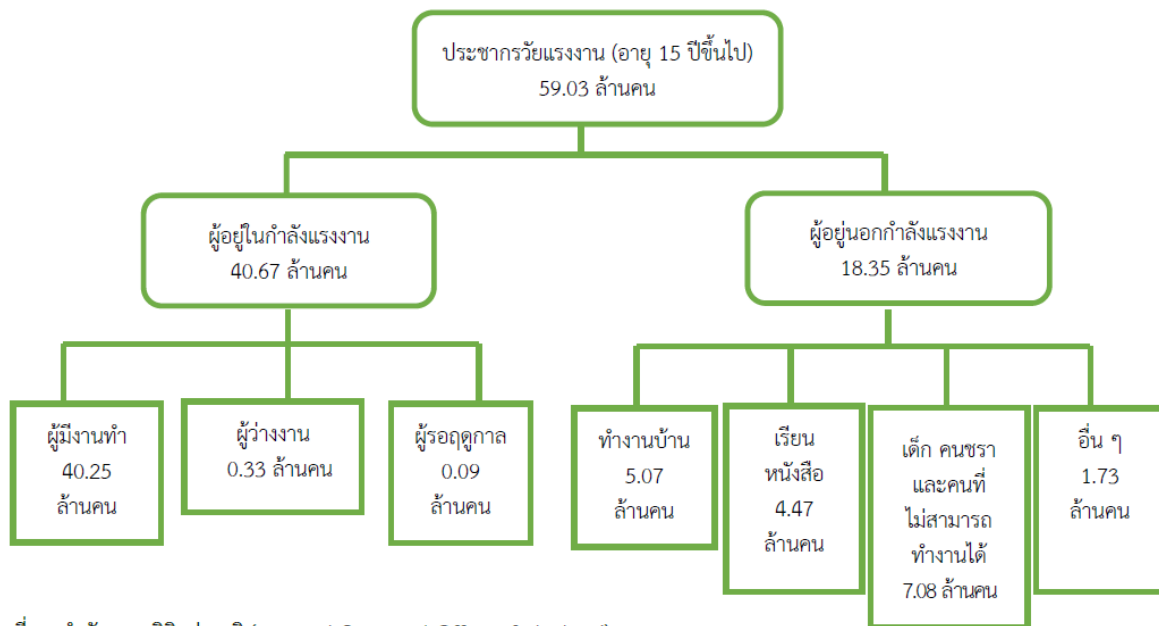 ประชากรวัยแรงงาน (อายุ 15 ปีขึ้นไป)
59.03 ล้านคน
ผู้อยู่ในกำลังแรงงาน
40.67 ล้านคน
ผู้อยู่นอกกำลังแรงงาน
18.35 ล้านคน
ผู้มีงานทำ
40.25
ล้านคน
ผู้ว่างงาน
0.33 ล้านคน
ผู้รอฤดูกาล
0.09
ล้านคน
ทำงานบ้าน
5.07
ล้านคน
เรียน
หนังสือ
4.47
ล้านคน
เด็ก คนชรา
และคนที่
ไม่สามารถ
ทำงานได้
7.08 ล้านคน
อื่น ๆ
1.73
ล้านคน